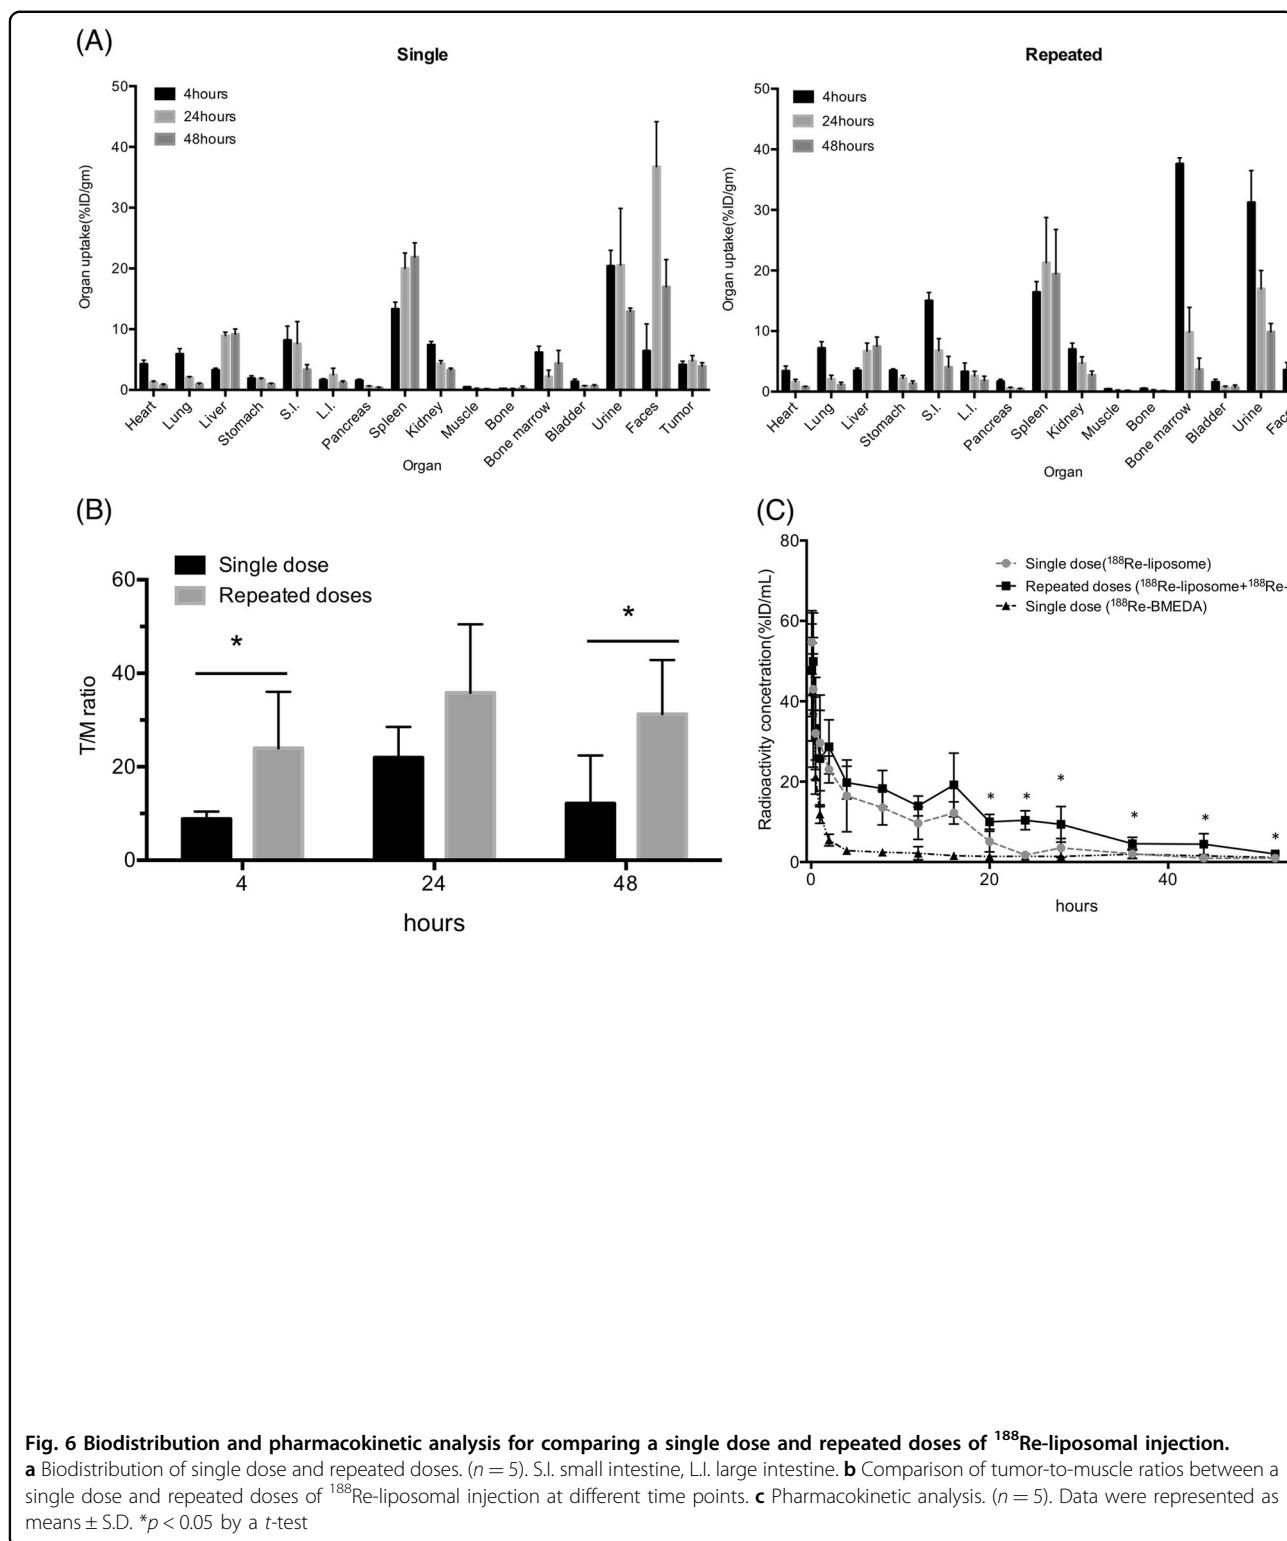 (A)
Single
50
40
30
20
10
0
Organ uptake(%ID/gm)
4hours
24hours
48hours
Heart
Lung
Liver
Stomach
S.I.
L.I.
Pancreas
Spleen
Kidney
Muscle
Bone
Bone marrow
Bladder
Urine
Faces
Tumor
Organ
Repeated
50
40
30
20
10
0
Organ uptake(%ID/gm)
4hours
24hours
48hours
Heart
Lung
Liver
Stomach
S.I.
L.I.
Pancreas
Spleen
Kidney
Muscle
Bone
Bone marrow
Bladder
Urine
Organ
(B)
Single dose
Repeated doses
60
40
20
0
T/M ratio
*
*
4
24
48
hours
(C)
80
60
40
20
0
Radioactivity concetration(%ID/mL)
Single dose(188Re-liposome)
Repeated doses (188Re-liposome+188Re-
Single dose (188Re-BMEDA)
* * * * * *
0
20
40
hours
Fig. 6 Biodistribution and pharmacokinetic analysis for comparing a single dose and repeated doses of 188Re-liposomal injection.
a Biodistribution of single dose and repeated doses. (n = 5). S.I. small intestine, L.I. large intestine. b Comparison of tumor-to-muscle ratios between a
single dose and repeated doses of 188Re-liposomal injection at different time points. c Pharmacokinetic analysis. (n = 5). Data were represented as
means ± S.D. *p < 0.05 by a t-test